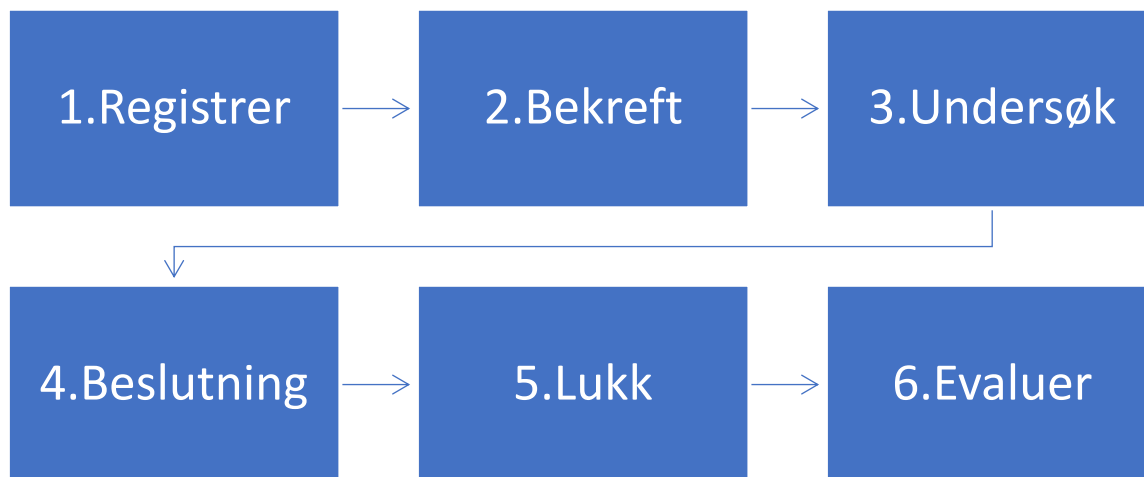 1.Registrer
2.Bekreft
3.Undersøk
4.Beslutning
5.Lukk
6.Evaluer